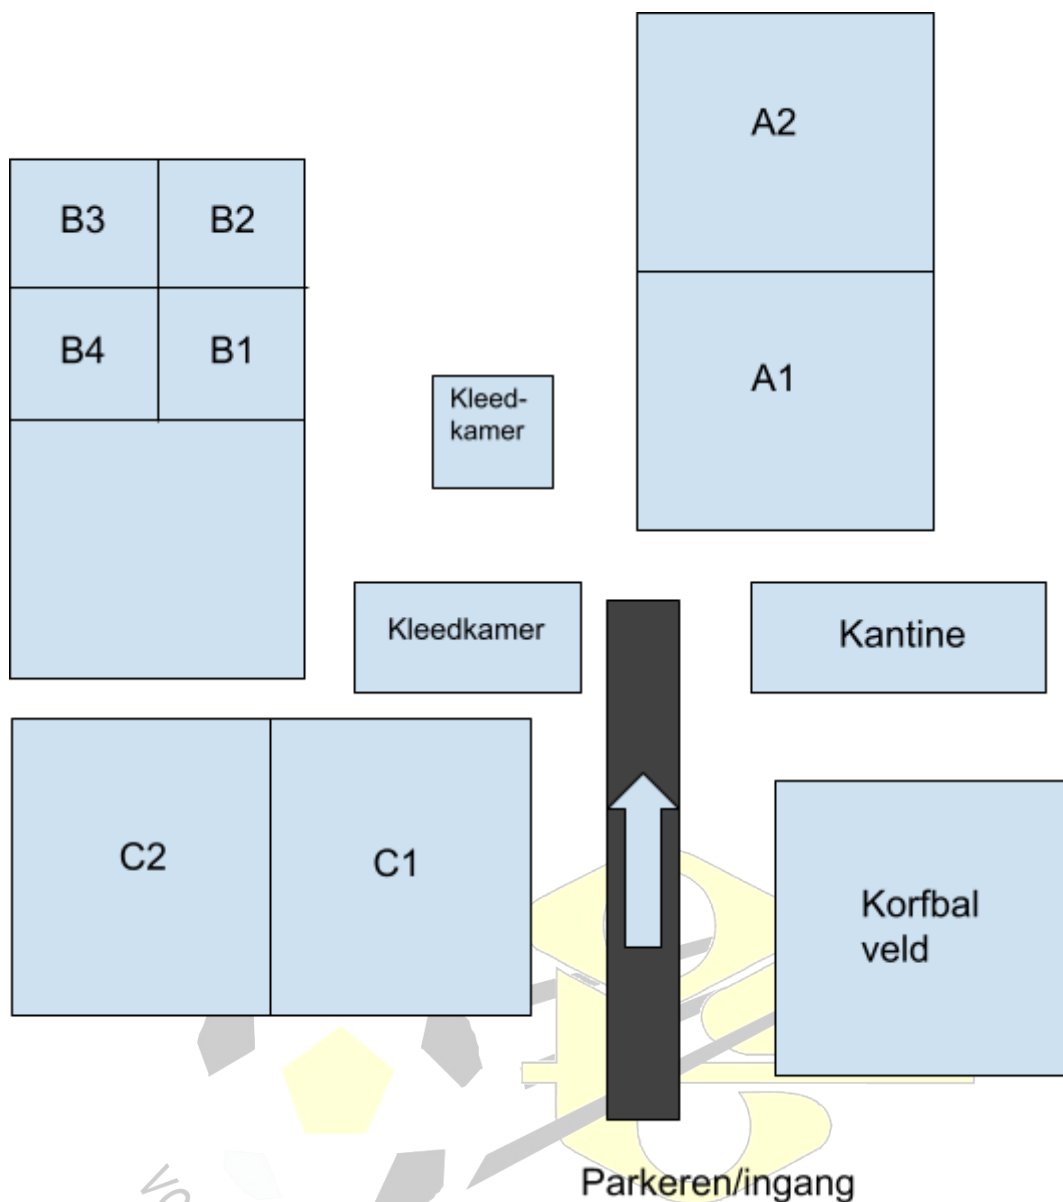 A2
B3
B2
B4
B1
A1
Kleed-
kamer
Kleedkamer
Kantine
C2
C1
Korfbal
veld
Parkeren/ingang